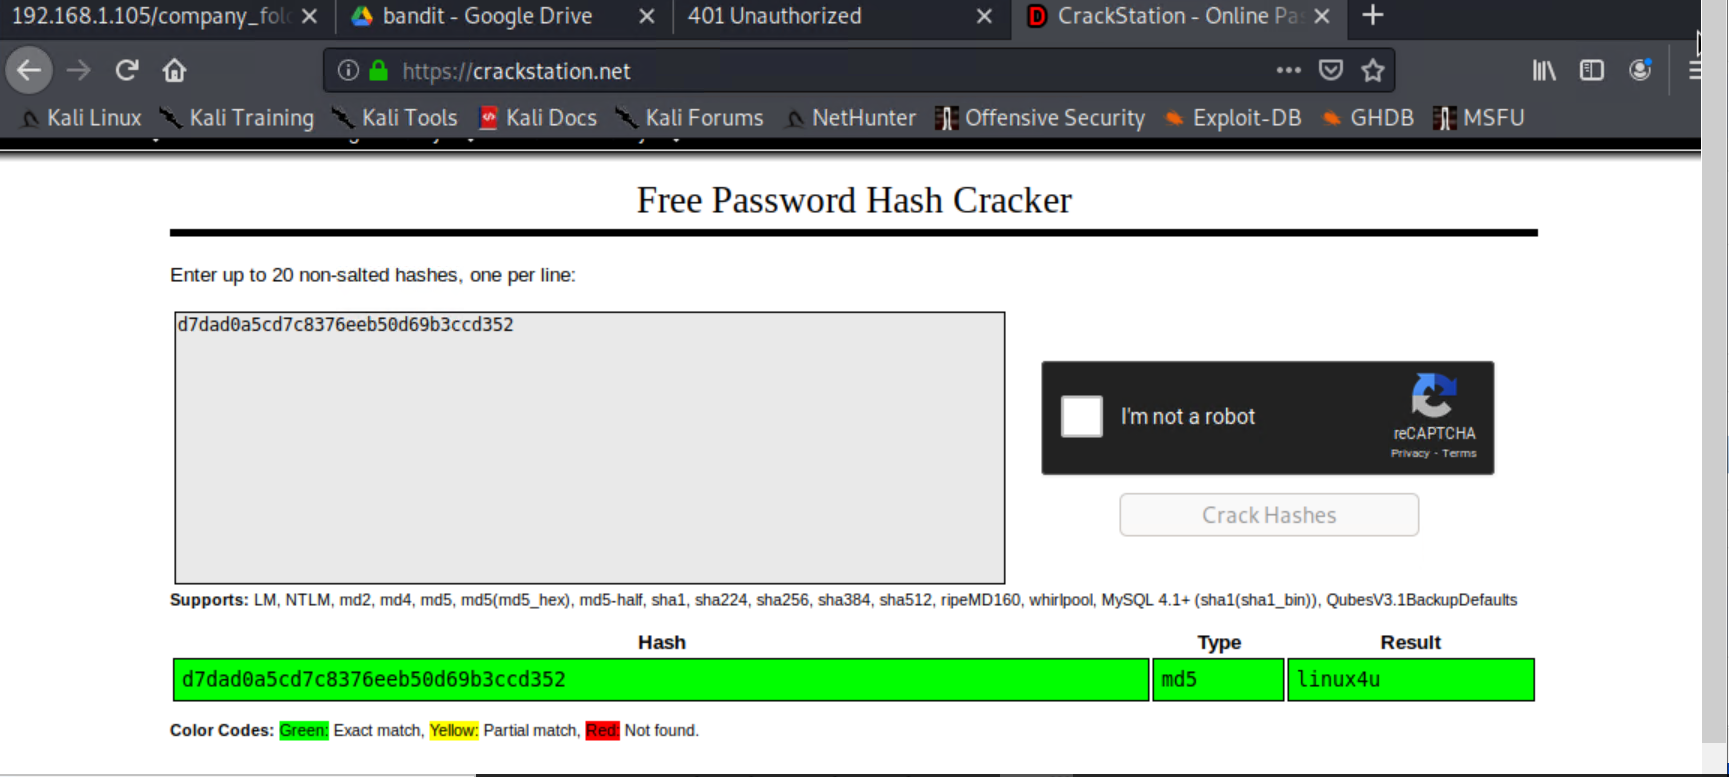 192.168.1.105/company_fol
bandit - Google Drive
401 Unauthorized
CrackStation - Online Pas
https://crackstation.net
Kali Linux Kali Training Kali Tools Kali Docs Kali Forums NetHunter Offensive Security Exploit-DB GHDB MSFU
Free Password Hash Cracker
Enter up to 20 non-salted hashes, one per line:
d7dad0a5cd7c8376eeb50d69b3ccd352
I'm not a robot
reCAPTCHA
Privacy - Terms
Crack Hashes
Supports: LM, NTLM, md2, md4, md5, md5(md5_hex), md5-half, sha1, sha224, sha256, sha384, sha512, ripeMD160, whirlpool, MySQL 4.1+ (sha1(sha1_bin)), QubesV3.1BackupDefaults
Hash Type Result
d7dad0a5cd7c8376eeb50d69b3ccd352 md5 linux4u
Color Codes: Green: Exact match, Yellow: Partial match, Red: Not found.